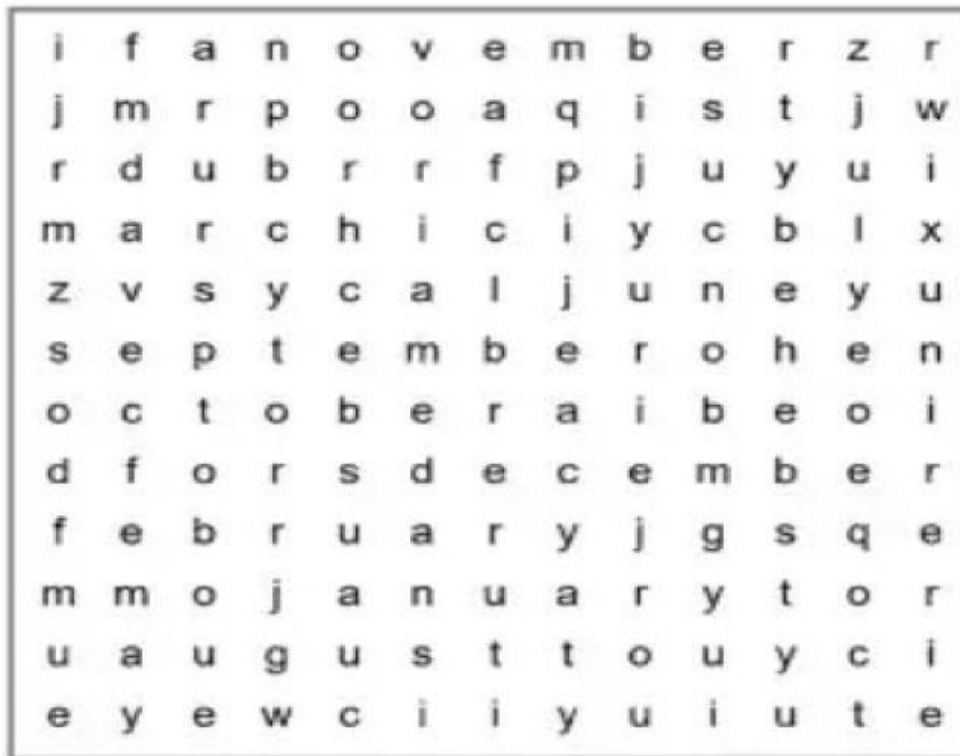 i f a n o v e m b e r z r
j m r p o o a q i s t j w
r d u b r r f p j u y u i
m a r c h i c i y c b l x
z v s y c a l j u n e y u
s e p t e m b e r o h e n
o c t o b e r a i b e o i
d f o r s d e c e m b e r
f e b r u a r y j g s q e
m m o j a n u a r y t o r
u a u g u s t t o u y c i
e y e w c i i y u i u t e